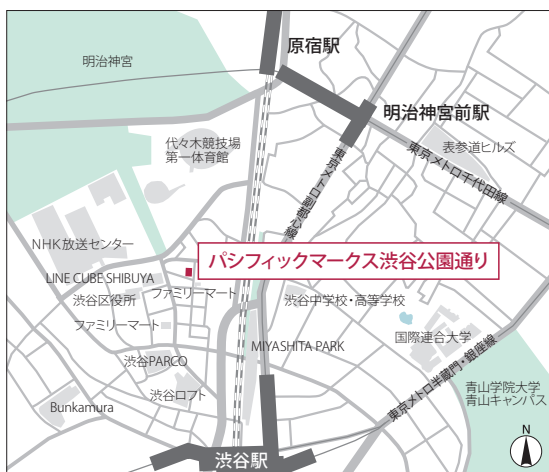 原宿駅
明治神宮
明治神宮前駅
代々木競技場
第一体育館
表参道ヒルズ
東京メトロ千代田線
東京メトロ副都心線
NHK放送センター
パシフィックマークス渋谷公園通り
LINE CUBE SHIBUYA
ファミリーマート
渋谷区役所
渋谷中学校・高等学校
ファミリーマート
国際連合大学
MIYASHITA PARK
渋谷PARCO
東京メトロ半蔵門・銀座線
渋谷ロフト
青山学院大学
青山キャンパス
Bunkamura
渋谷駅
N